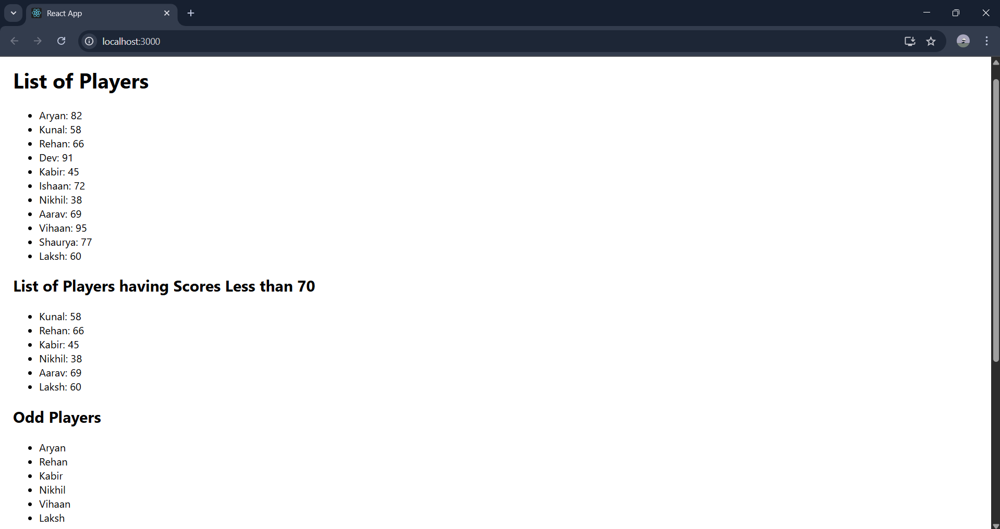 React App
localhost:3000
List of Players
Aryan: 82
Kunal: 58
Rehan: 66
Dev: 91
Kabir: 45
Ishaan: 72
Nikhil: 38
Aarav: 69
Vihaan: 95
Shaurya: 77
Laksh: 60
List of Players having Scores Less than 70
Kunal: 58
Rehan: 66
Kabir: 45
Nikhil: 38
Aarav: 69
Laksh: 60
Odd Players
Aryan
Rehan
Kabir
Nikhil
Vihaan
Laksh